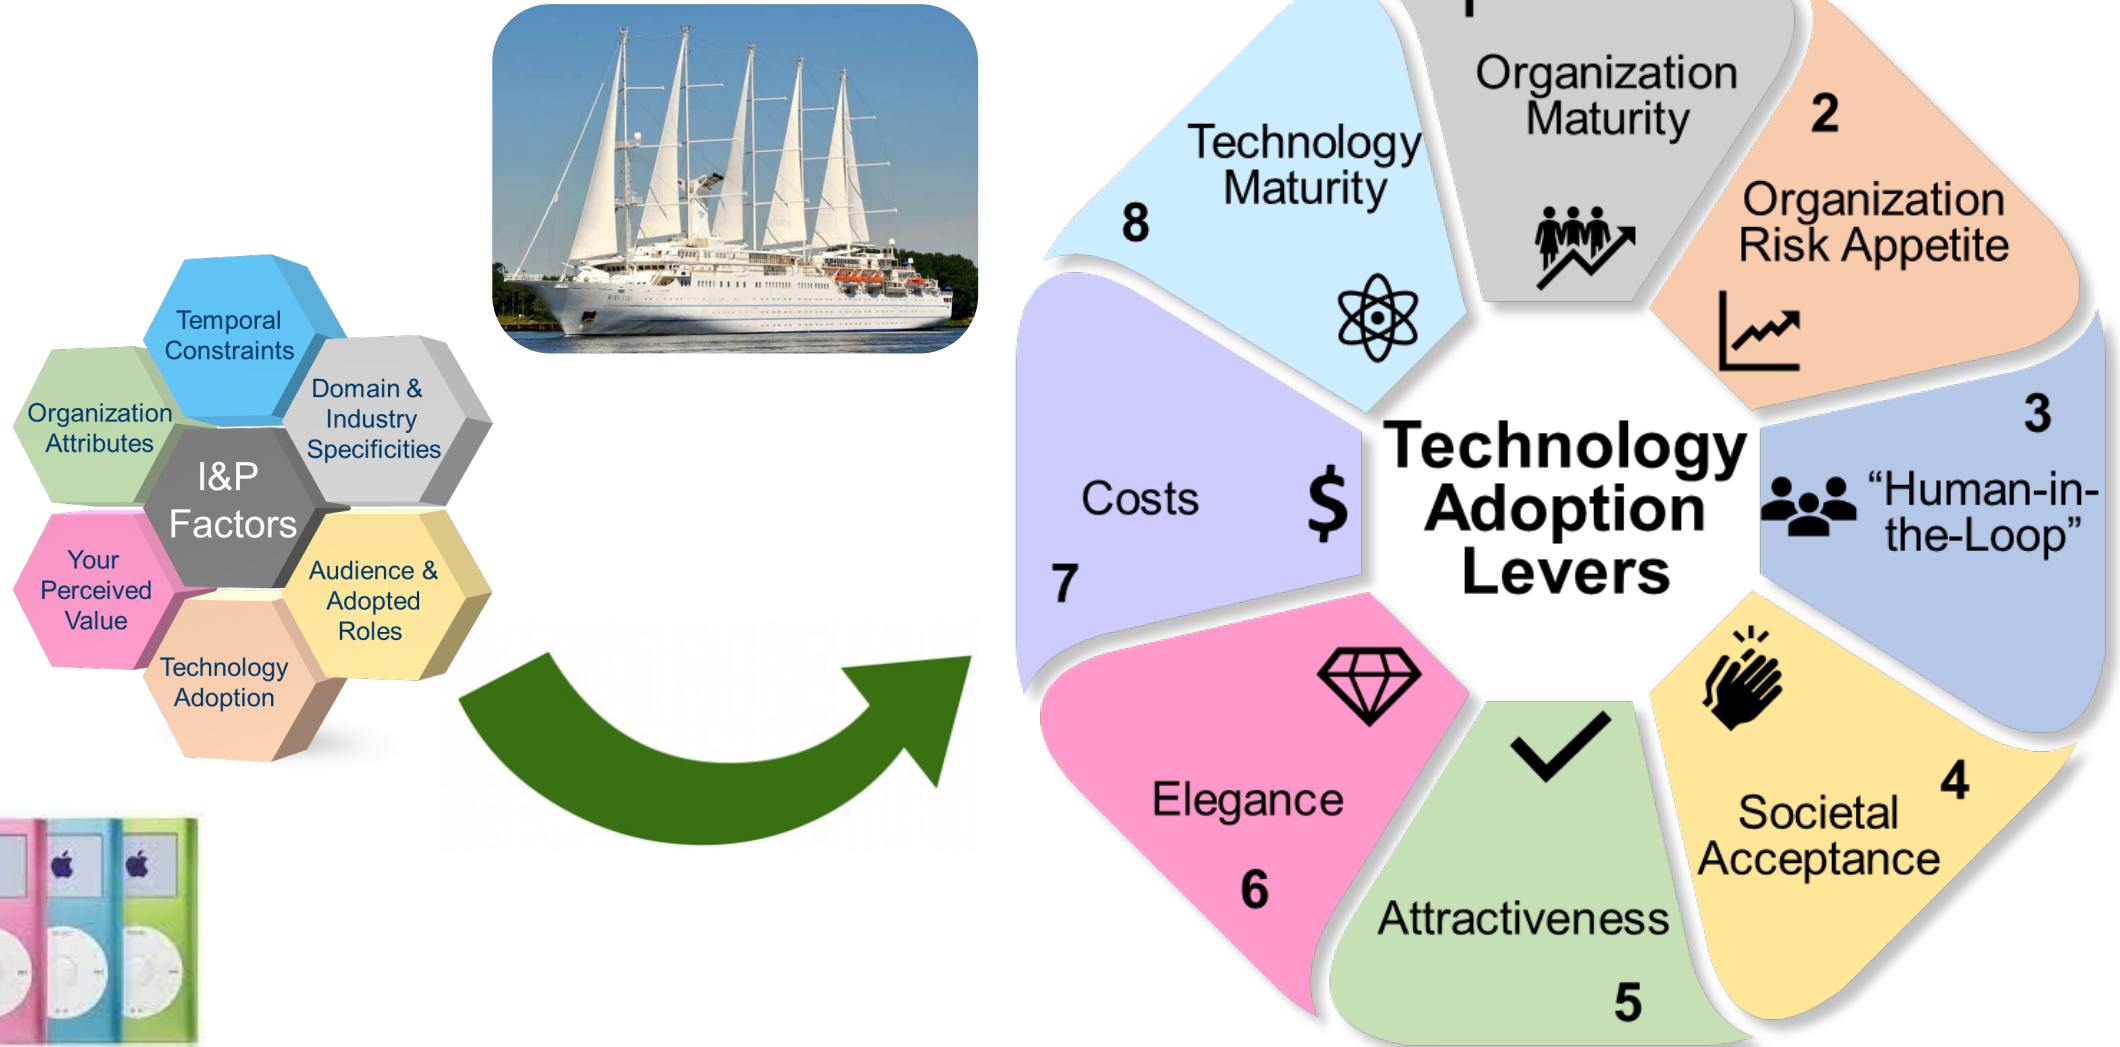 Temporal
Constraints
Domain &
Industry
Specificities
Organization
Attributes
I&P
Factors
Your
Perceived
Value
Audience &
Adopted
Roles
Technology
Adoption
Technology
Adoption
Levers
Organization
Maturity
2
Organization
Risk Appetite
3
“Human-in-
the-Loop”
4
Societal
Acceptance
Attractiveness
5
Elegance
6
Costs
$
7
Technology
Maturity
8